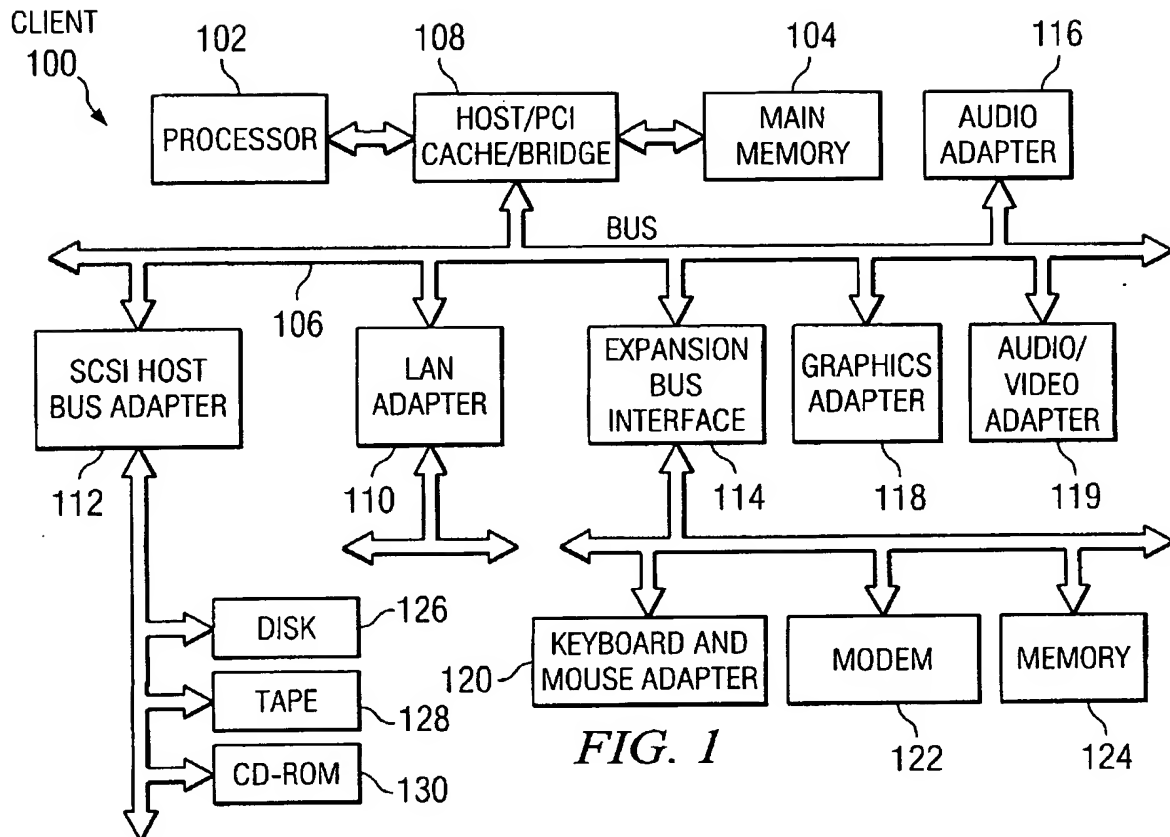 CLIENT
100
102
108
104
116
PROCESSOR
HOST/PCI
CACHE/BRIDGE
MAIN
MEMORY
AUDIO
ADAPTER
BUS
106
SCSI HOST
BUS ADAPTER
LAN
ADAPTER
EXPANSION
BUS
INTERFACE
GRAPHICS
ADAPTER
AUDIO/
VIDEO
ADAPTER
112
110
114
118
119
DISK
126
TAPE
128
CD-ROM
130
120
KEYBOARD AND
MOUSE ADAPTER
MODEM
MEMORY
122
124
FIG. 1